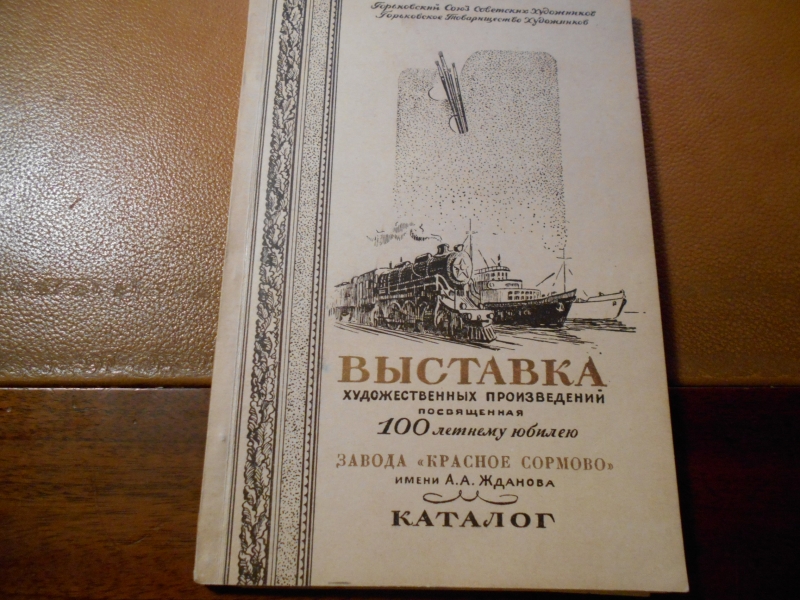 Горьковский Союз Советских Художников
Горьковское Товарищество Художников
ВЫСТАВКА
ХУДОЖЕСТВЕННЫХ ПРОИЗВЕДЕНИЙ
ПОСВЯЩЕННАЯ
100 летнему юбилею
ЗАВОДА «КРАСНОЕ СОРМОВО»
ИМЕНИ А.А. ЖДАНОВА
КАТАЛОГ